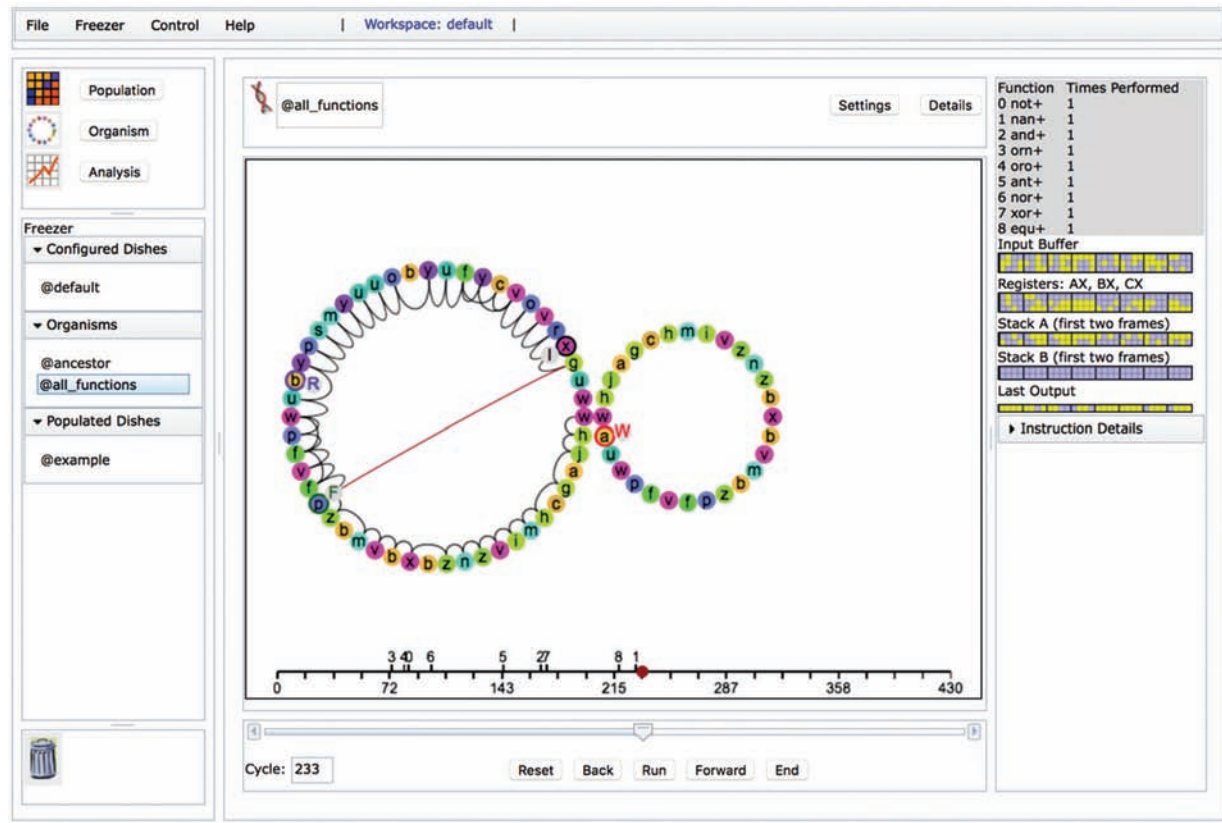 File Freezer Control Help | Workspace: default |
Population
Organism
Analysis
Freezer
Configured Dishes
@default
Organisms
@ancestor
@all_functions
Populated Dishes
@example
@all_functions
Settings Details
y u f y c v o v r x g u w w h j a g c h m i v z n z b x b v m b z p f v f p w u b y p s m y u u o b
w h j a g c h m i v z n z b x b v m b z p f v f p w u a
I
R
F
W
3 4 0 6 5 2 7 8 1
0 72 143 215 287 358 430
Cycle: 233
Reset Back Run Forward End
Function Times Performed
0 not+ 1
1 nan+ 1
2 and+ 1
3 orn+ 1
4 oro+ 1
5 ant+ 1
6 nor+ 1
7 xor+ 1
8 equ+ 1
Input Buffer
Registers: AX, BX, CX
Stack A (first two frames)
Stack B (first two frames)
Last Output
Instruction Details